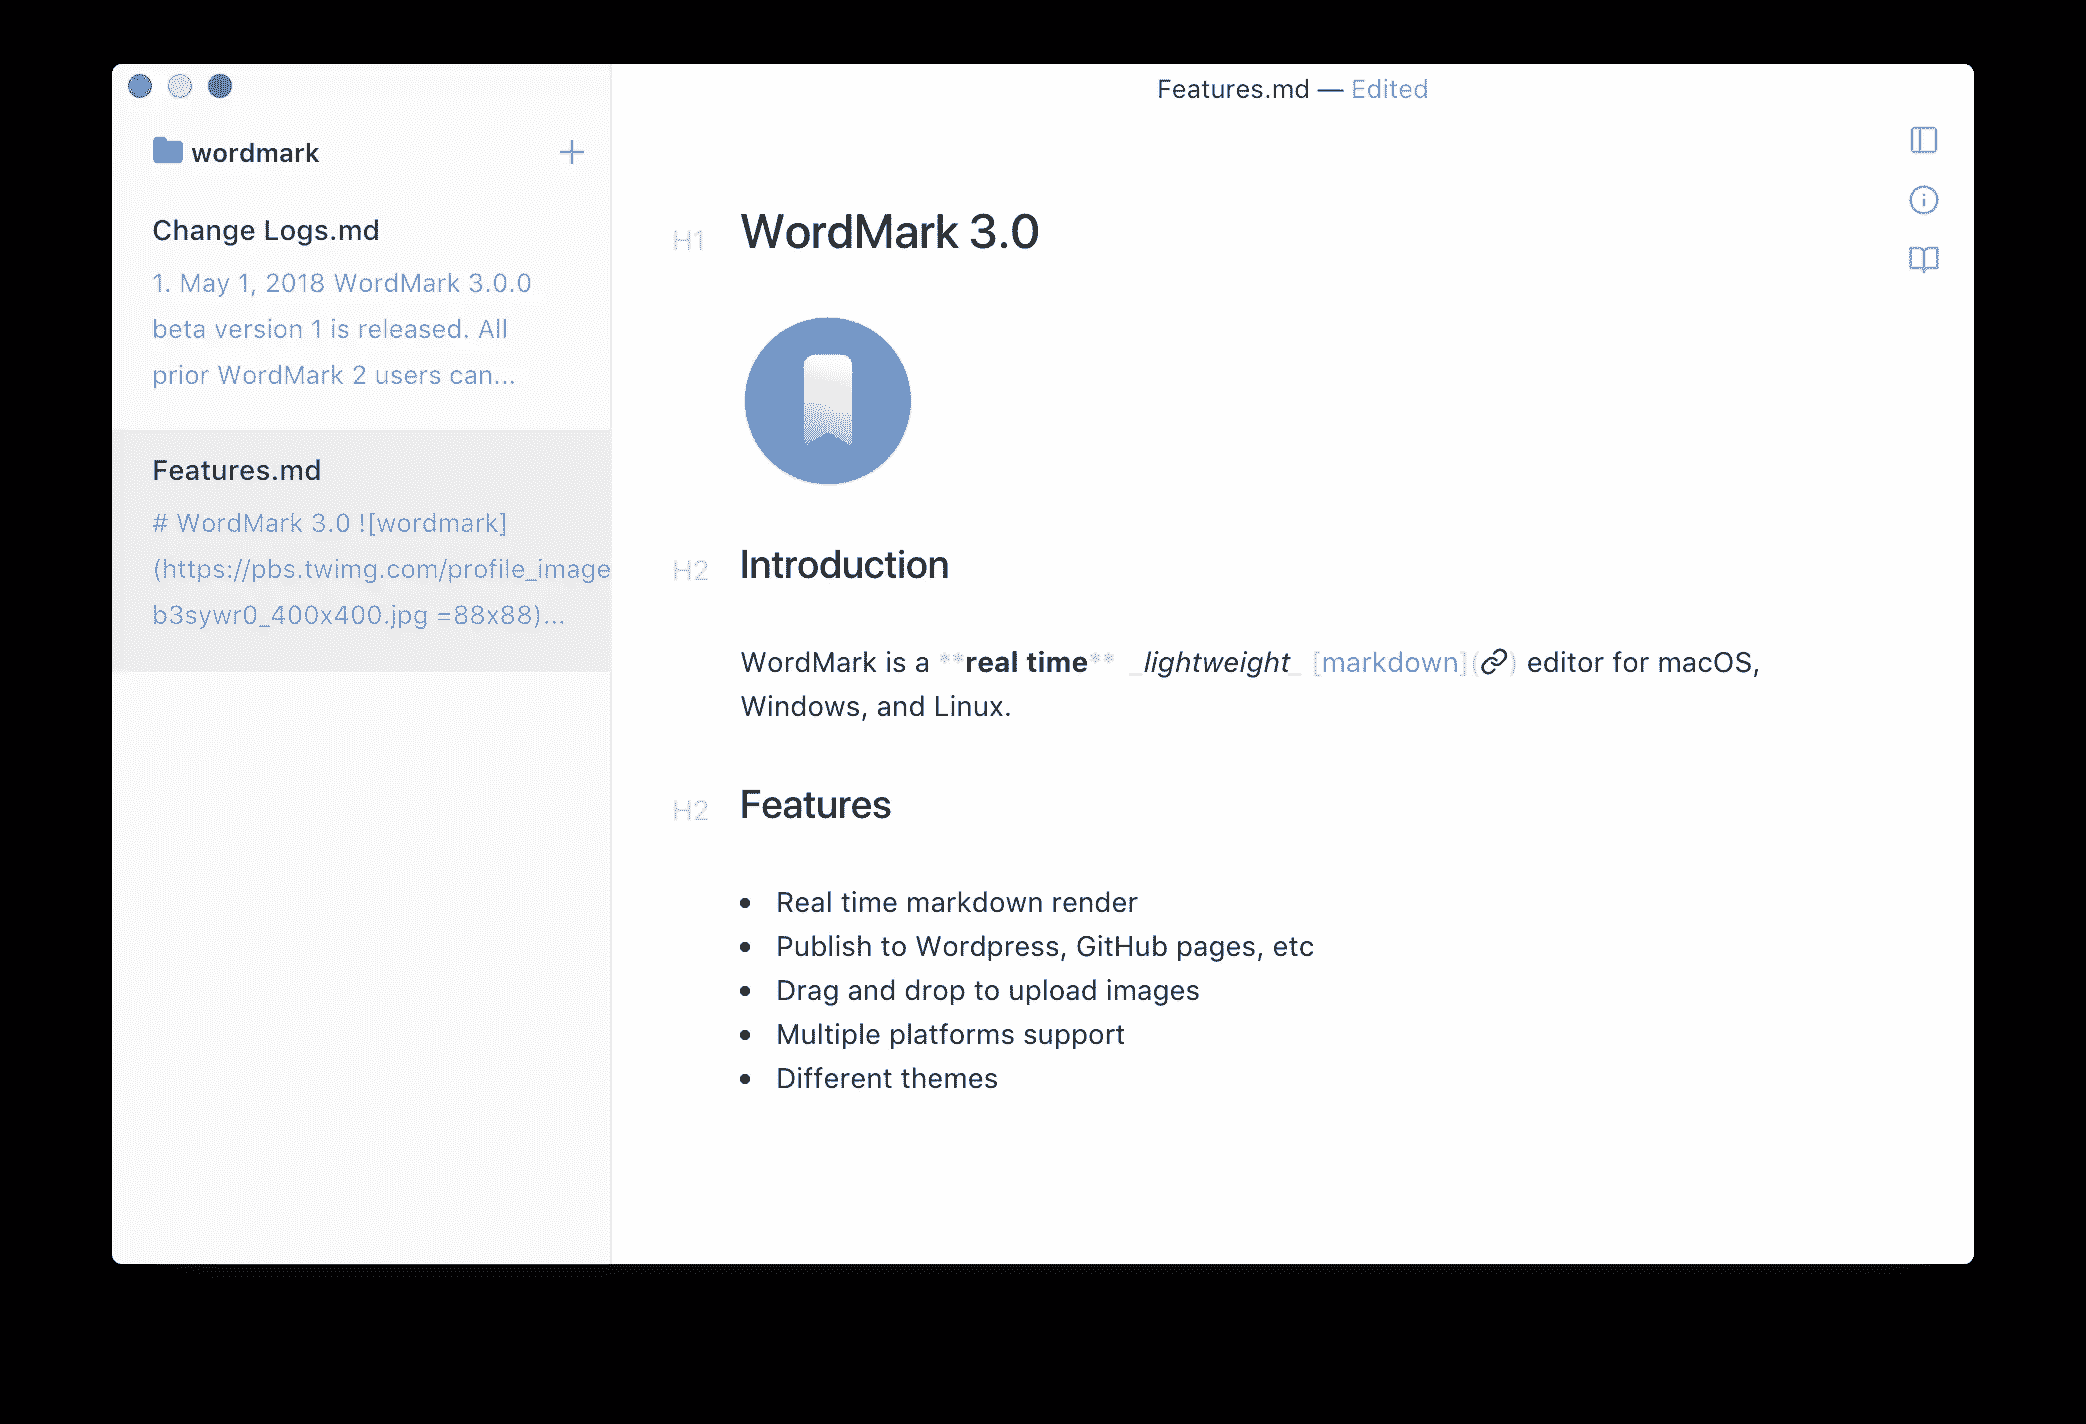 Features.md — Edited
wordmark
Change Logs.md
1. May 1, 2018 WordMark 3.0.0
beta version 1 is released. All
prior WordMark 2 users can...
Features.md
# WordMark 3.0 ![wordmark]
(https://pbs.twimg.com/profile_image
b3sywr0_400x400.jpg =88x88)...
H1 WordMark 3.0
H2 Introduction
WordMark is a **real time** _lightweight_ [markdown]() editor for macOS,
Windows, and Linux.
H2 Features
• Real time markdown render
• Publish to Wordpress, GitHub pages, etc
• Drag and drop to upload images
• Multiple platforms support
• Different themes